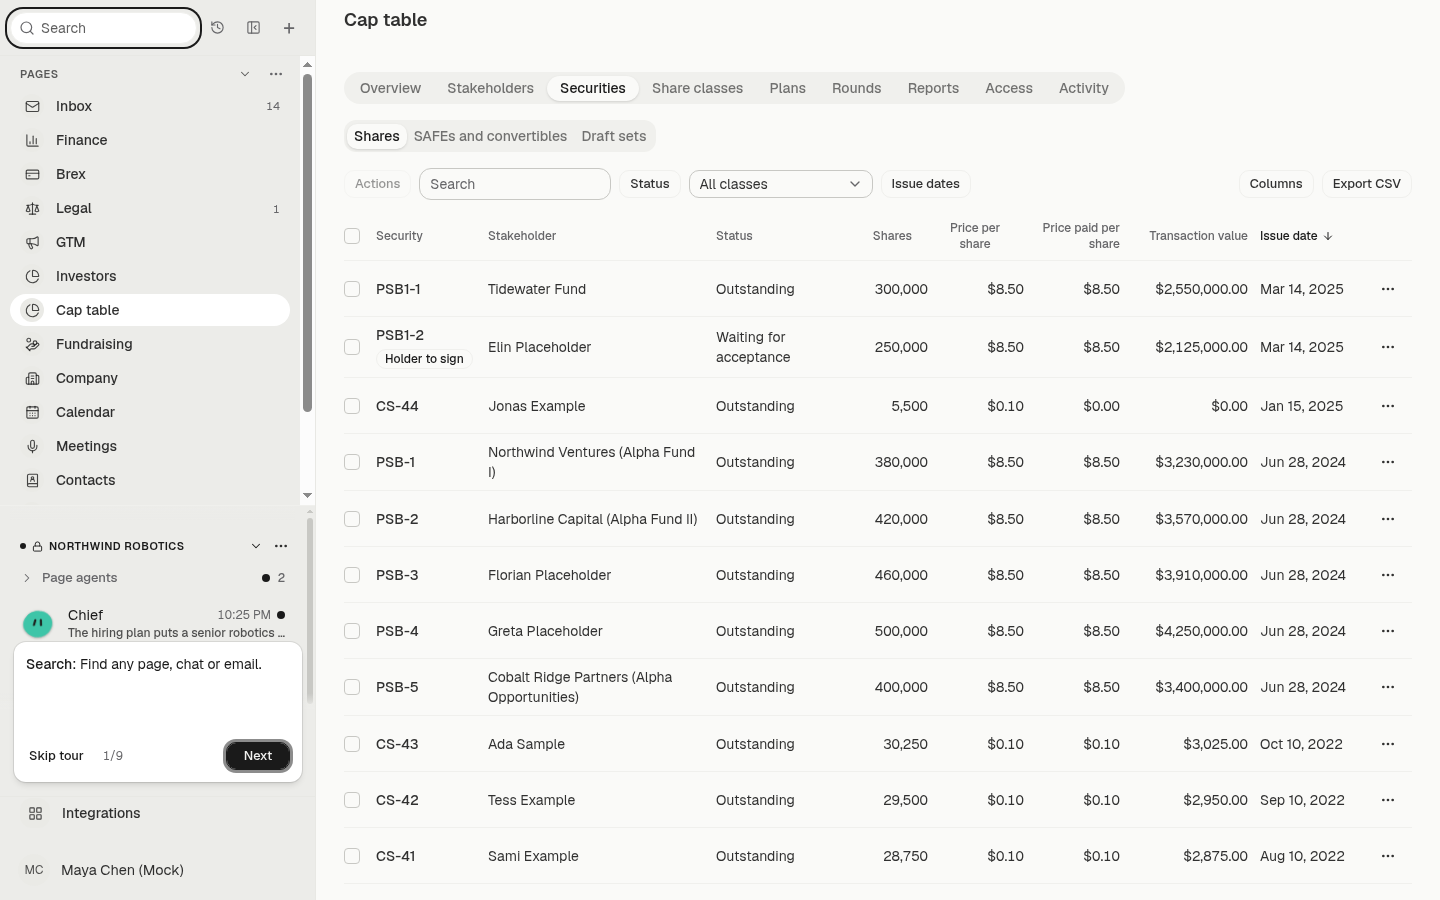 Search
PAGES
Inbox 14
Finance
Brex
Legal 1
GTM
Investors
Cap table
Fundraising
Company
Calendar
Meetings
Contacts
NORTHWIND ROBOTICS
Page agents 2
Chief 10:25 PM
The hiring plan puts a senior robotics ...
Search: Find any page, chat or email.
Skip tour 1/9 Next
Integrations
MC Maya Chen (Mock)
Cap table
Overview Stakeholders Securities Share classes Plans Rounds Reports Access Activity
Shares SAFEs and convertibles Draft sets
Actions Search Status All classes Issue dates Columns Export CSV
Security Stakeholder Status Shares Price per share Price paid per share Transaction value Issue date
PSB1-1 Tidewater Fund Outstanding 300,000 $8.50 $8.50 $2,550,000.00 Mar 14, 2025
PSB1-2 Holder to sign Elin Placeholder Waiting for acceptance 250,000 $8.50 $8.50 $2,125,000.00 Mar 14, 2025
CS-44 Jonas Example Outstanding 5,500 $0.10 $0.00 $0.00 Jan 15, 2025
PSB-1 Northwind Ventures (Alpha Fund I) Outstanding 380,000 $8.50 $8.50 $3,230,000.00 Jun 28, 2024
PSB-2 Harborline Capital (Alpha Fund II) Outstanding 420,000 $8.50 $8.50 $3,570,000.00 Jun 28, 2024
PSB-3 Florian Placeholder Outstanding 460,000 $8.50 $8.50 $3,910,000.00 Jun 28, 2024
PSB-4 Greta Placeholder Outstanding 500,000 $8.50 $8.50 $4,250,000.00 Jun 28, 2024
PSB-5 Cobalt Ridge Partners (Alpha Opportunities) Outstanding 400,000 $8.50 $8.50 $3,400,000.00 Jun 28, 2024
CS-43 Ada Sample Outstanding 30,250 $0.10 $0.10 $3,025.00 Oct 10, 2022
CS-42 Tess Example Outstanding 29,500 $0.10 $0.10 $2,950.00 Sep 10, 2022
CS-41 Sami Example Outstanding 28,750 $0.10 $0.10 $2,875.00 Aug 10, 2022